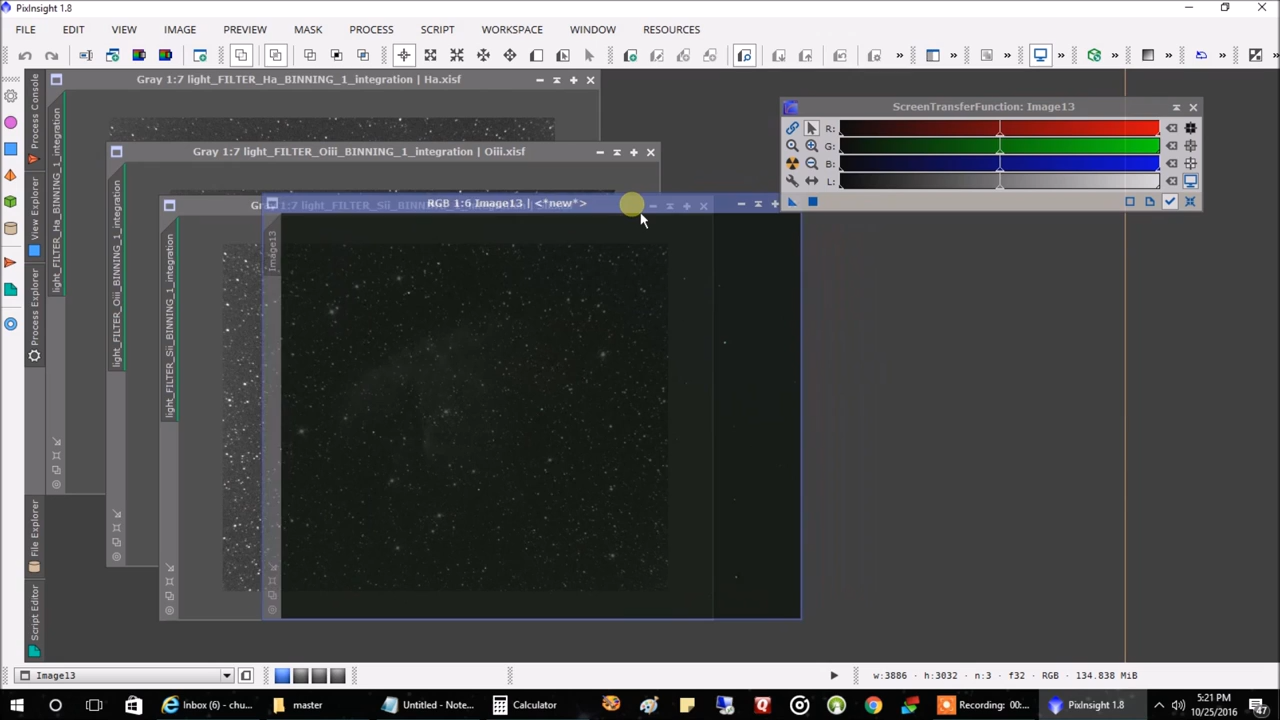 PixInsight 1.8
FILE EDIT VIEW IMAGE PREVIEW MASK PROCESS SCRIPT WORKSPACE WINDOW RESOURCES
Process Console
View Explorer
Process Explorer
File Explorer
Script Editor
Gray 1:7 light_FILTER_Ha_BINNING_1_integration | Ha.xisf
light_FILTER_Ha_BINNING_1_integration
Gray 1:7 light_FILTER_Oiii_BINNING_1_integration | Oiii.xisf
light_FILTER_Oiii_BINNING_1_integration
light_FILTER_Sii_BINNING_1_integration
RGB 1:6 Image13 | <*new*>
Image13
ScreenTransferFunction: Image13
R:
G:
B:
L:
Image13
w:3886 · h:3032 · n:3 · f32 · RGB · 134.838 MiB
Inbox (6) - chu...
master
Untitled - Note...
Calculator
Recording: 00:...
PixInsight 1.8
5:21 PM
10/25/2016
47